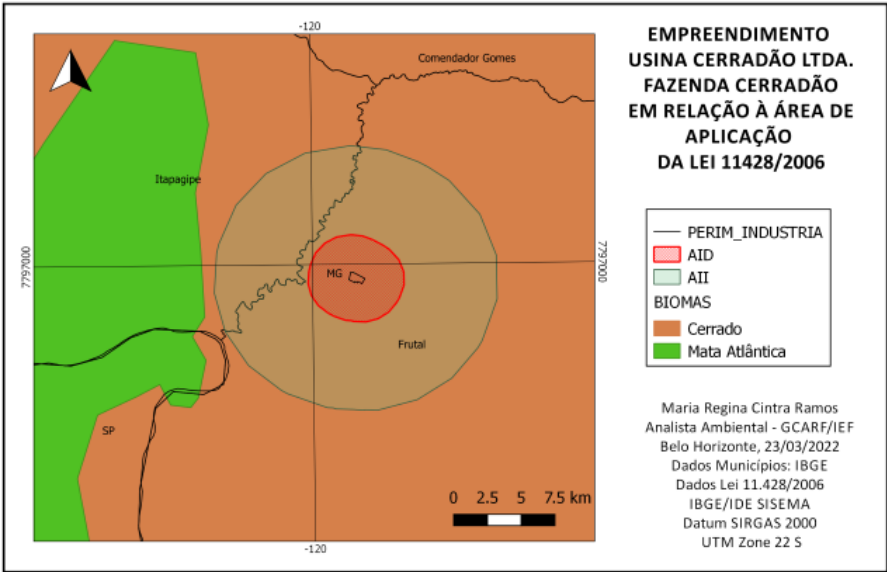 EMPREENDIMENTO
USINA CERRADÃO LTDA.
FAZENDA CERRADÃO
EM RELAÇÃO À ÁREA DE
APLICAÇÃO
DA LEI 11428/2006
-120
Comendador Gomes
Itapagipe
7797000
7797000
MG
Frutal
SP
0 2.5 5 7.5 km
-120
PERIM_INDUSTRIA
AID
AII
BIOMAS
Cerrado
Mata Atlântica
Maria Regina Cintra Ramos
Analista Ambiental - GCARF/IEF
Belo Horizonte, 23/03/2022
Dados Municípios: IBGE
Dados Lei 11.428/2006
IBGE/IDE SISEMA
Datum SIRGAS 2000
UTM Zone 22 S